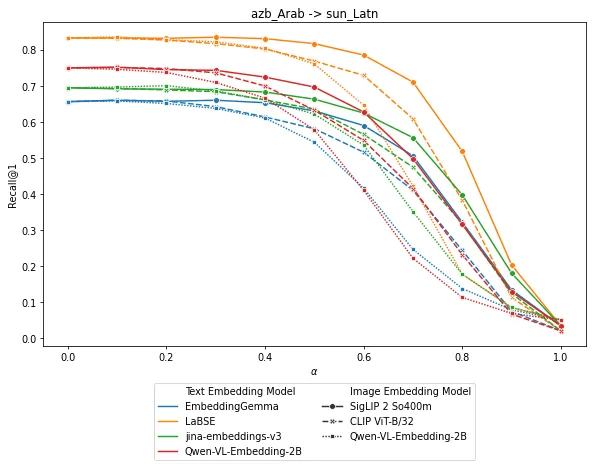 azb_Arab -> sun_Latn
Recall@1
0.8
0.7
0.6
0.5
0.4
0.3
0.2
0.1
0.0
0.0 0.2 0.4 0.6 0.8 1.0
α
Text Embedding Model
EmbeddingGemma
LaBSE
jina-embeddings-v3
Qwen-VL-Embedding-2B
Image Embedding Model
SigLIP 2 So400m
CLIP ViT-B/32
Qwen-VL-Embedding-2B